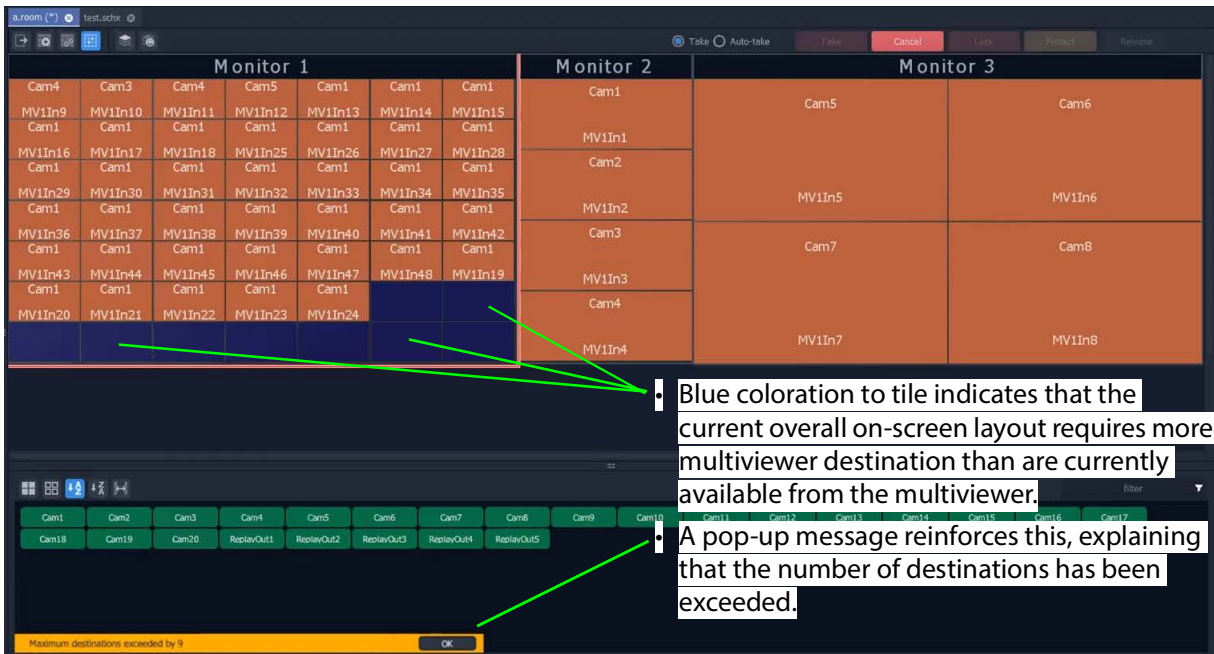 a.room (*)
test.schx
Take Auto-take Take Cancel Lock Protect Release
Monitor 1 Monitor 2 Monitor 3
Cam4 Cam3 Cam4 Cam5 Cam1 Cam1 Cam1
MV1In9 MV1In10 MV1In11 MV1In12 MV1In13 MV1In14 MV1In15
Cam1 Cam1 Cam1 Cam1 Cam1 Cam1 Cam1
MV1In16 MV1In17 MV1In18 MV1In25 MV1In26 MV1In27 MV1In28
Cam1 Cam1 Cam1 Cam1 Cam1 Cam1 Cam1
MV1In29 MV1In30 MV1In31 MV1In32 MV1In33 MV1In34 MV1In35
Cam1 Cam1 Cam1 Cam1 Cam1 Cam1 Cam1
MV1In36 MV1In37 MV1In38 MV1In39 MV1In40 MV1In41 MV1In42
Cam1 Cam1 Cam1 Cam1 Cam1 Cam1 Cam1
MV1In43 MV1In44 MV1In45 MV1In46 MV1In47 MV1In48 MV1In19
Cam1 Cam1 Cam1 Cam1 Cam1
MV1In20 MV1In21 MV1In22 MV1In23 MV1In24
Cam1
MV1In1
Cam2
MV1In2
Cam3
MV1In3
Cam4
MV1In4
Cam5 Cam6
MV1In5 MV1In6
Cam7 Cam8
MV1In7 MV1In8
• Blue coloration to tile indicates that the
current overall on-screen layout requires more
multiviewer destination than are currently
available from the multiviewer.
filter
Cam1 Cam2 Cam3 Cam4 Cam5 Cam6 Cam7 Cam8 Cam9 Cam10 Cam11 Cam12 Cam13 Cam14 Cam15 Cam16 Cam17
Cam18 Cam19 Cam20 ReplayOut1 ReplayOut2 ReplayOut3 ReplayOut4 ReplayOut5
• A pop-up message reinforces this, explaining
that the number of destinations has been
exceeded.
Maximum destinations exceeded by 9 OK